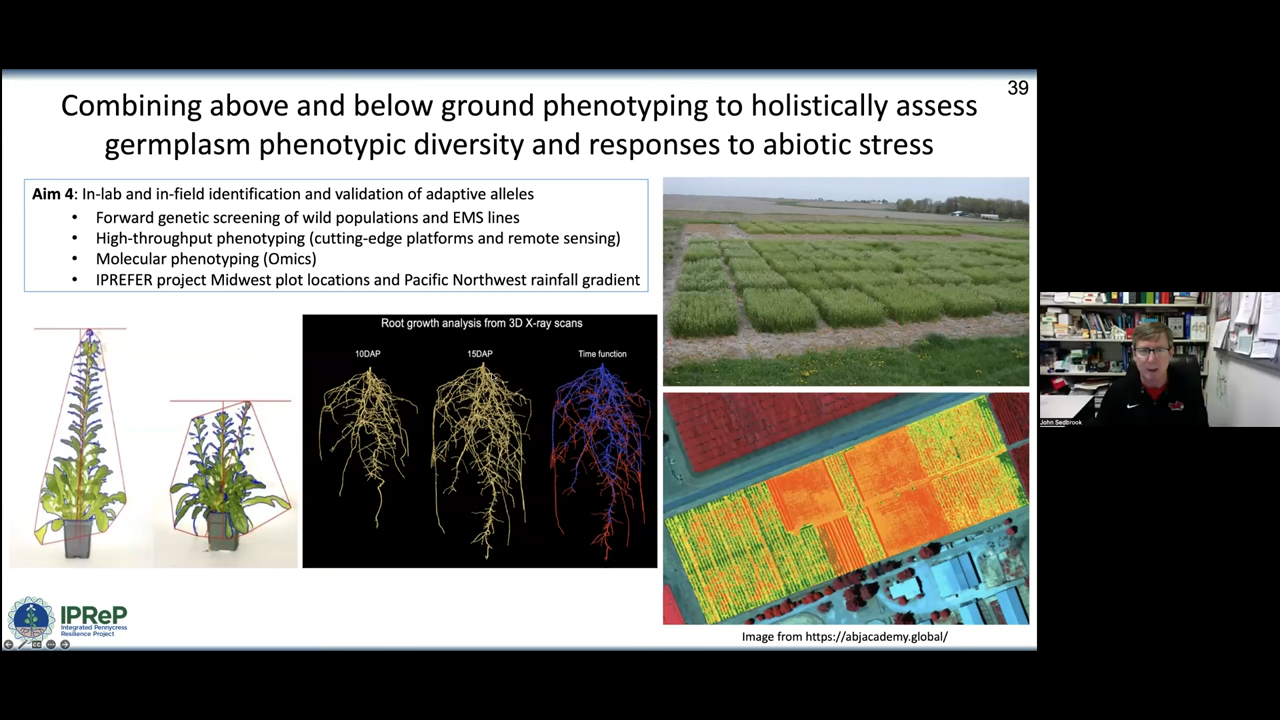 39
Combining above and below ground phenotyping to holistically assess
germplasm phenotypic diversity and responses to abiotic stress
Aim 4: In-lab and in-field identification and validation of adaptive alleles
• Forward genetic screening of wild populations and EMS lines
• High-throughput phenotyping (cutting-edge platforms and remote sensing)
• Molecular phenotyping (Omics)
• IPREFER project Midwest plot locations and Pacific Northwest rainfall gradient
Root growth analysis from 3D X-ray scans
10DAP 15DAP Time function
IPReP
Integrated Pennycress
Resilience Project
Image from https://abjacademy.global/
John Sedbrook